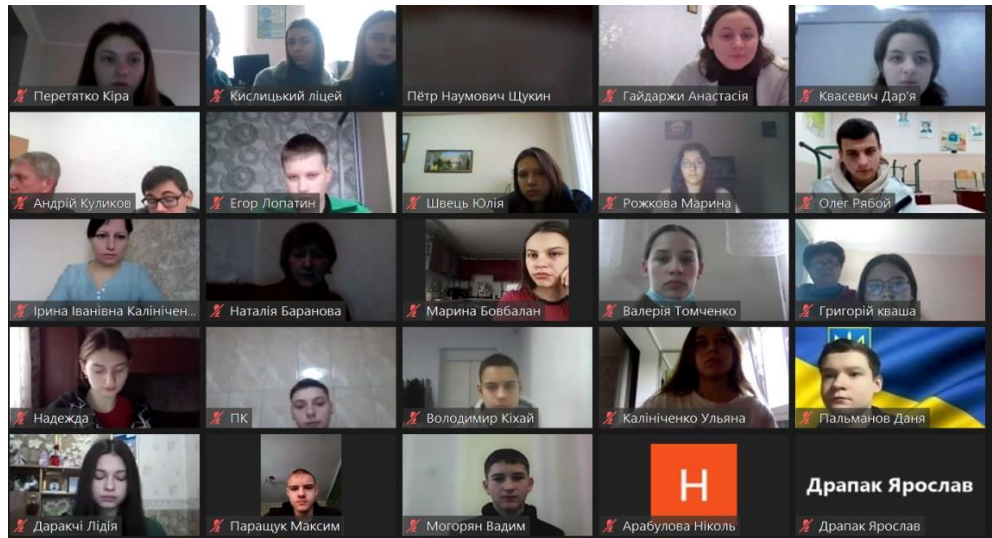 Перетятко Кіра
Кислицький ліцей
Пётр Наумович Щукин
Гайдаржи Анастасія
Квасевич Дар'я
Андрій Куликов
Егор Лопатин
Швець Юлія
Рожкова Марина
Олег Рябой
Ірина Іванівна Калінічен...
Наталія Баранова
Марина Бовбалан
Валерія Томченко
Григорій кваша
Надежда
ПК
Володимир Кіхай
Калініченко Ульяна
Пальманов Даня
Даракчі Лідія
Паращук Максим
Могорян Вадим
Н
Арабулова Ніколь
Драпак Ярослав
Драпак Ярослав